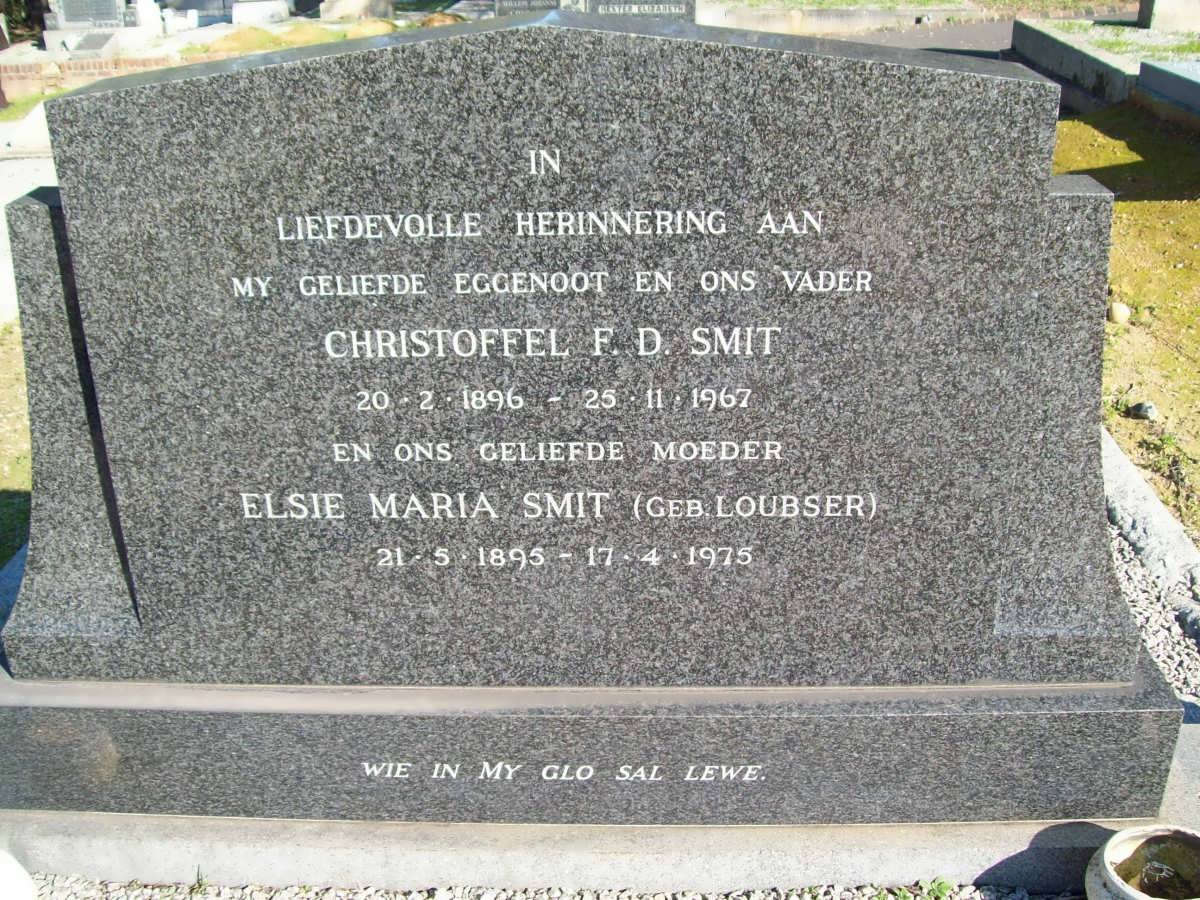 HESTER ELIZABETH
IN
LIEFDEVOLLE HERINNERING AAN
MY GELIEFDE EGGENOOT EN ONS VADER
CHRISTOFFEL F. D. SMIT
20 · 2 · 1896 - 25 · 11 · 1967
EN ONS GELIEFDE MOEDER
ELSIE MARIA SMIT (GEB. LOUBSER)
21 · 5 · 1895 - 17 · 4 · 1975
WIE IN MY GLO SAL LEWE.